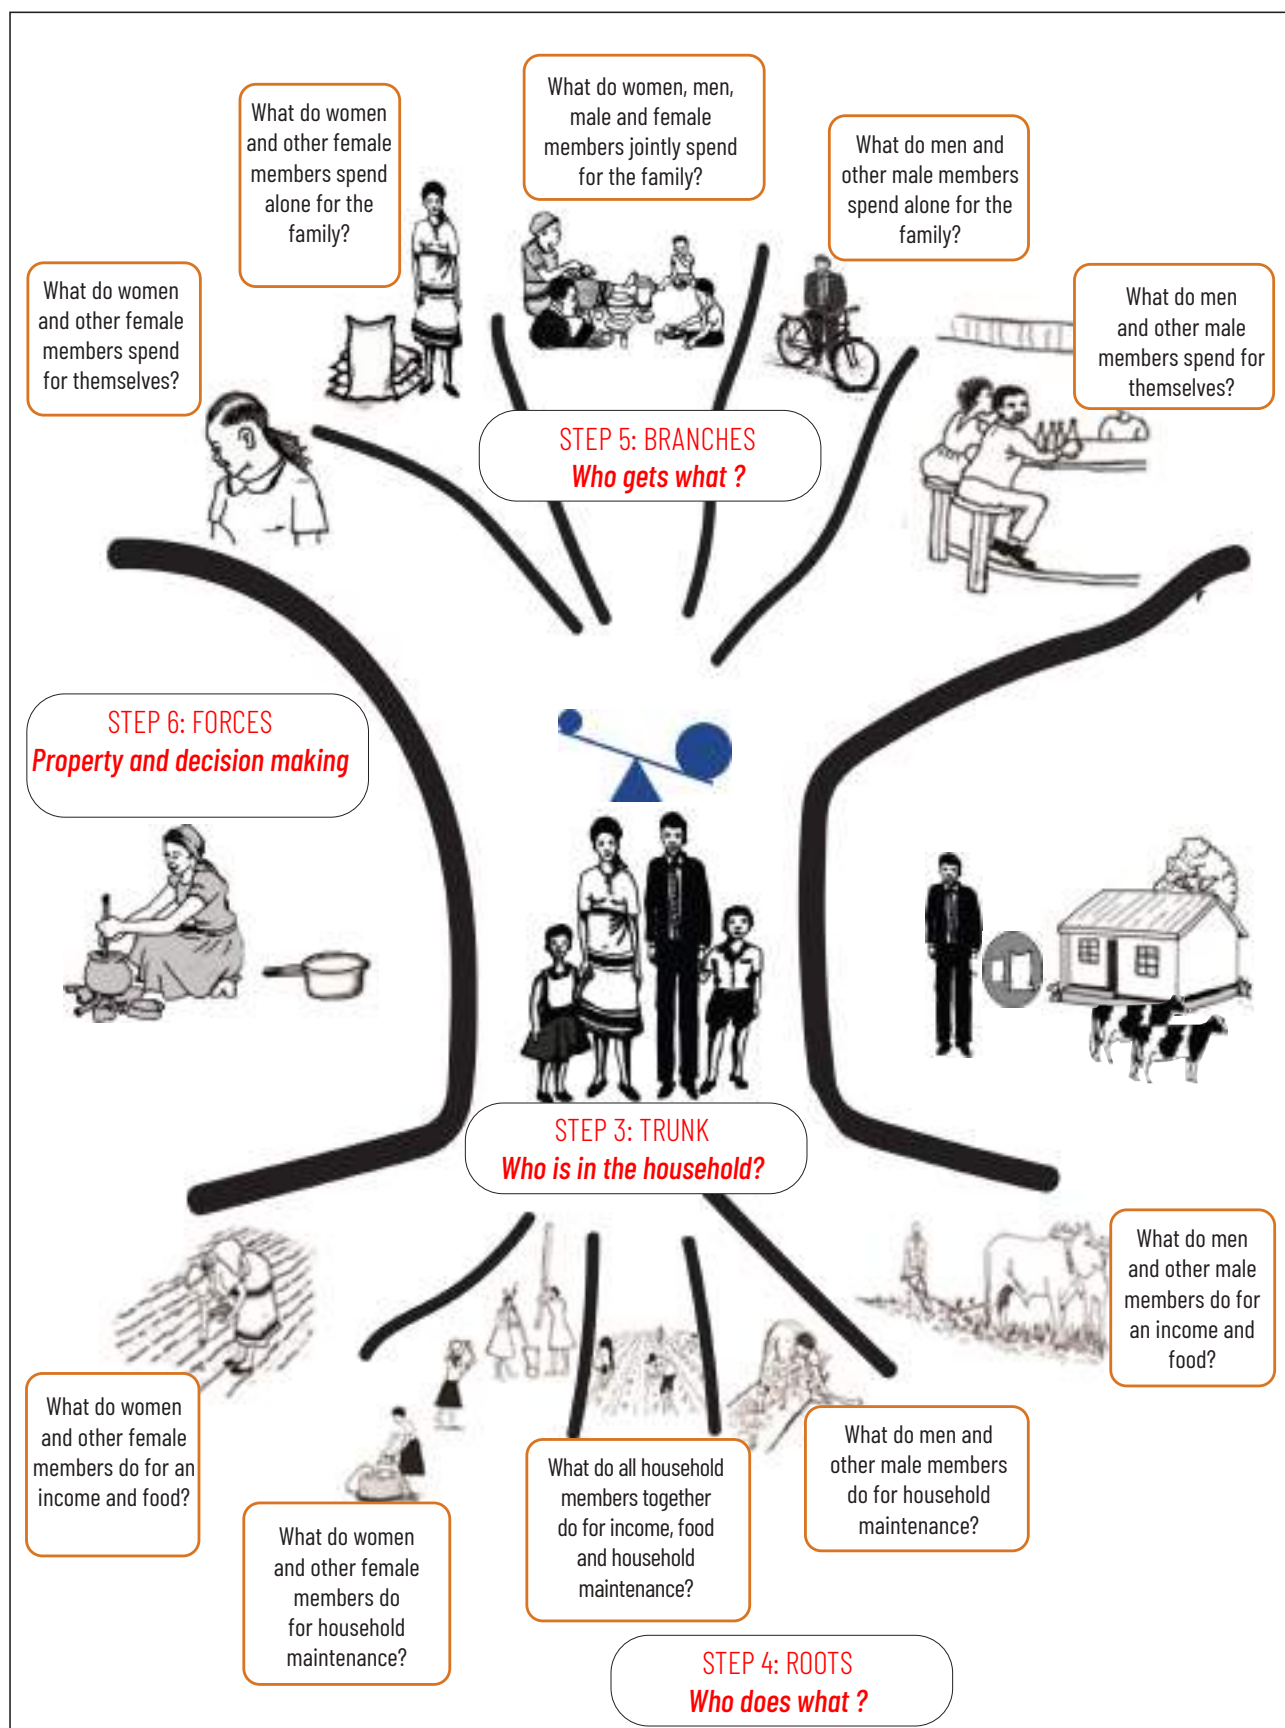 What do women, men,
male and female
members jointly spend
for the family?
What do women
and other female
members spend
alone for the
family?
What do men and
other male members
spend alone for the
family?
What do women
and other female
members spend
for themselves?
What do men
and other male
members spend for
themselves?
STEP 5: BRANCHES
Who gets what ?
STEP 6: FORCES
Property and decision making
STEP 3: TRUNK
Who is in the household?
What do men
and other male
members do for
an income and
food?
What do women
and other female
members do for an
income and food?
What do women
and other female
members do
for household
maintenance?
What do all household
members together
do for income, food
and household
maintenance?
What do men and
other male members
do for household
maintenance?
STEP 4: ROOTS
Who does what ?